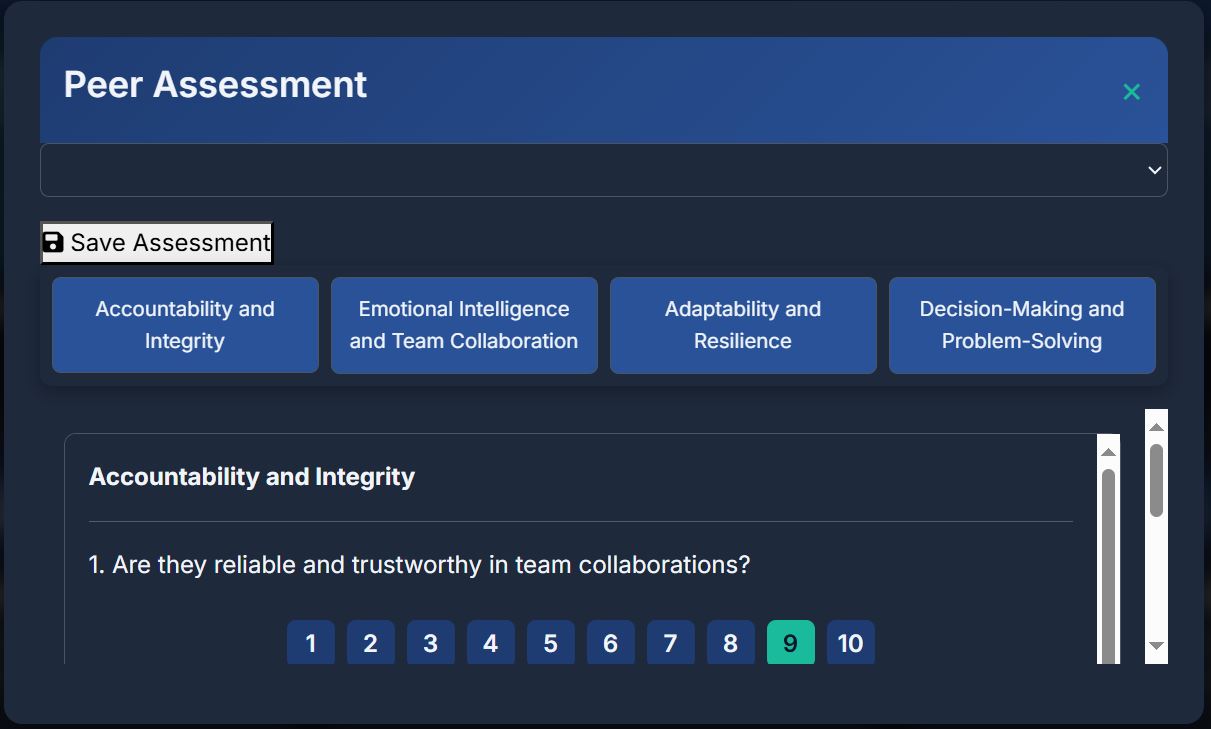 Peer Assessment
Save Assessment
Accountability and
Integrity
Emotional Intelligence
and Team Collaboration
Adaptability and
Resilience
Decision-Making and
Problem-Solving
Accountability and Integrity
1. Are they reliable and trustworthy in team collaborations?
1 2 3 4 5 6 7 8 9 10